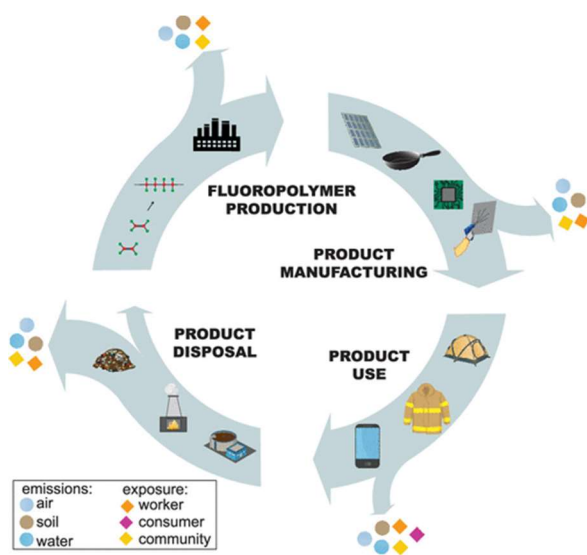 FLUOROPOLYMER
PRODUCTION
PRODUCT
MANUFACTURING
PRODUCT
DISPOSAL
PRODUCT
USE
emissions:
air
soil
water
exposure:
worker
consumer
community